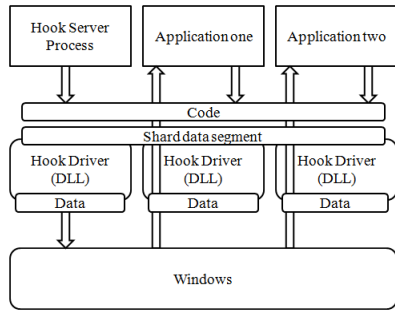 Hook Server
Process
Application one
Application two
Code
Shard data segment
Hook Driver
(DLL)
Hook Driver
(DLL)
Hook Driver
(DLL)
Data
Data
Data
Windows